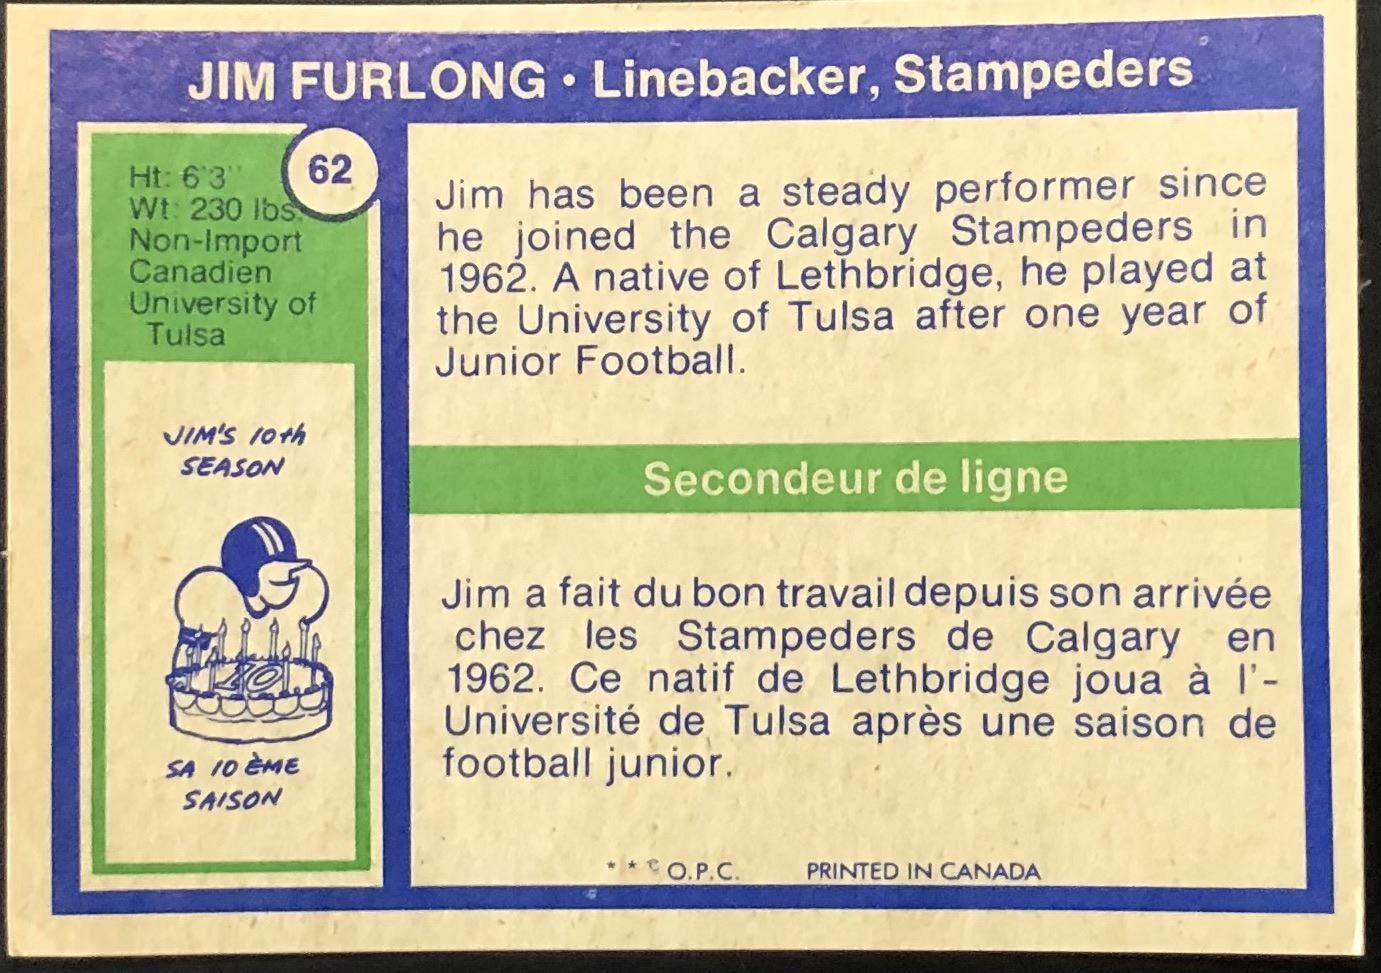 JIM FURLONG • Linebacker, Stampeders
62
Ht: 6'3"
Wt: 230 lbs.
Non-Import
Canadien
University of
Tulsa
JIM'S 10th
SEASON
10
SA 10 ÈME
SAISON
Jim has been a steady performer since
he joined the Calgary Stampeders in
1962. A native of Lethbridge, he played at
the University of Tulsa after one year of
Junior Football.
Secondeur de ligne
Jim a fait du bon travail depuis son arrivée
chez les Stampeders de Calgary en
1962. Ce natif de Lethbridge joua à l'-
Université de Tulsa après une saison de
football junior.
* * © O.P.C. PRINTED IN CANADA